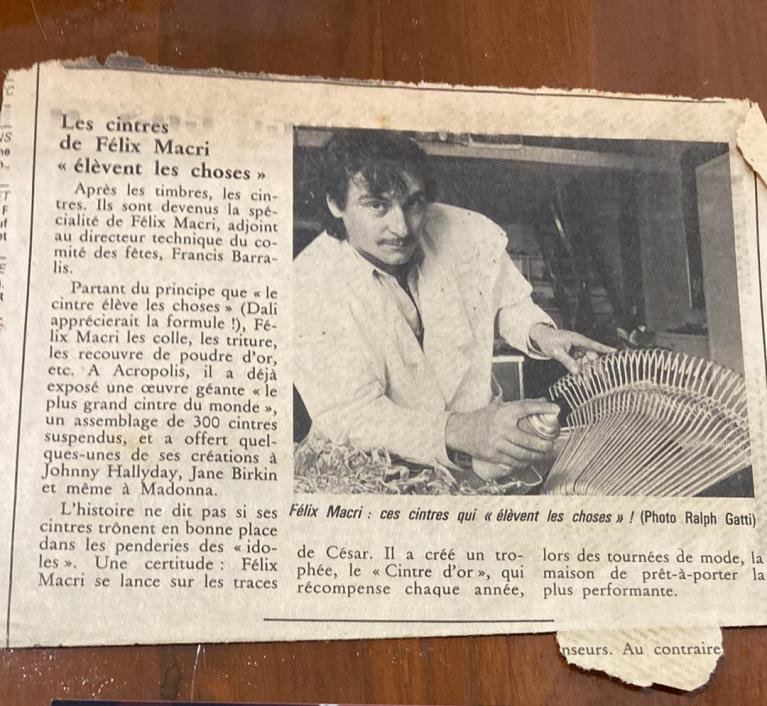 Les cintres
de Félix Macri
« élèvent les choses »
Après les timbres, les cin-
tres. Ils sont devenus la spé-
cialité de Félix Macri, adjoint
au directeur technique du co-
mité des fêtes, Francis Barra-
lis.
Partant du principe que « le
cintre élève les choses » (Dali
apprécierait la formule !), Fé-
lix Macri les colle, les triture,
les recouvre de poudre d'or,
etc. A Acropolis, il a déjà
exposé une œuvre géante « le
plus grand cintre du monde »,
un assemblage de 300 cintres
suspendus, et a offert quel-
ques-unes de ses créations à
Johnny Hallyday, Jane Birkin
et même à Madonna.
L'histoire ne dit pas si ses
cintres trônent en bonne place
dans les penderies des « ido-
les ». Une certitude : Félix
Macri se lance sur les traces
Félix Macri : ces cintres qui « élèvent les choses » ! (Photo Ralph Gatti)
de César. Il a créé un tro-
phée, le « Cintre d'or », qui
récompense chaque année,
lors des tournées de mode, la
maison de prêt-à-porter la
plus performante.
nseurs. Au contraire